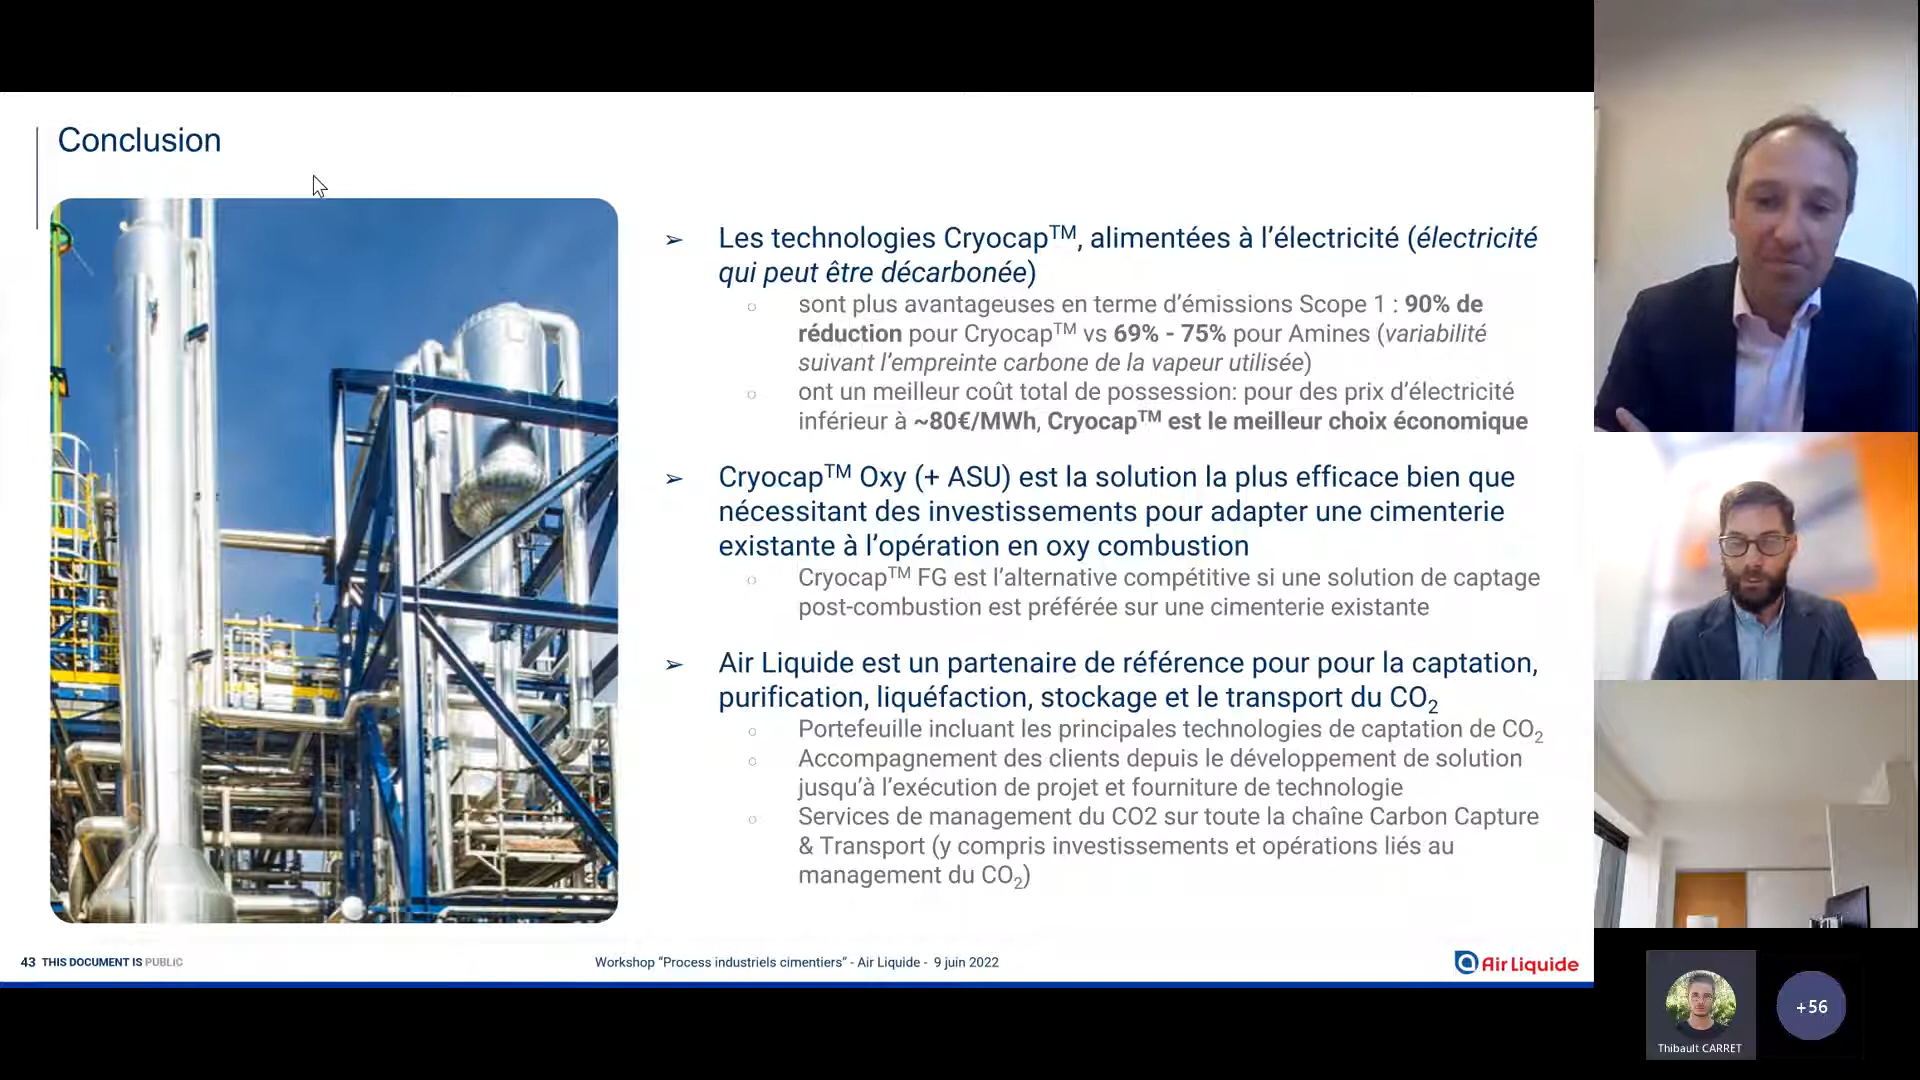 Conclusion
➢ Les technologies Cryocap™, alimentées à l’électricité (électricité
qui peut être décarbonée)
○ sont plus avantageuses en terme d’émissions Scope 1 : 90% de
réduction pour Cryocap™ vs 69% - 75% pour Amines (variabilité
suivant l’empreinte carbone de la vapeur utilisée)
○ ont un meilleur coût total de possession: pour des prix d’électricité
inférieur à ~80€/MWh, Cryocap™ est le meilleur choix économique
➢ Cryocap™ Oxy (+ ASU) est la solution la plus efficace bien que
nécessitant des investissements pour adapter une cimenterie
existante à l’opération en oxy combustion
○ Cryocap™ FG est l’alternative compétitive si une solution de captage
post-combustion est préférée sur une cimenterie existante
➢ Air Liquide est un partenaire de référence pour pour la captation,
purification, liquéfaction, stockage et le transport du CO₂
○ Portefeuille incluant les principales technologies de captation de CO₂
○ Accompagnement des clients depuis le développement de solution
jusqu’à l’exécution de projet et fourniture de technologie
○ Services de management du CO2 sur toute la chaîne Carbon Capture
& Transport (y compris investissements et opérations liés au
management du CO₂)
43 THIS DOCUMENT IS PUBLIC
Workshop “Process industriels cimentiers” - Air Liquide - 9 juin 2022
Air Liquide
+56
Thibault CARRET